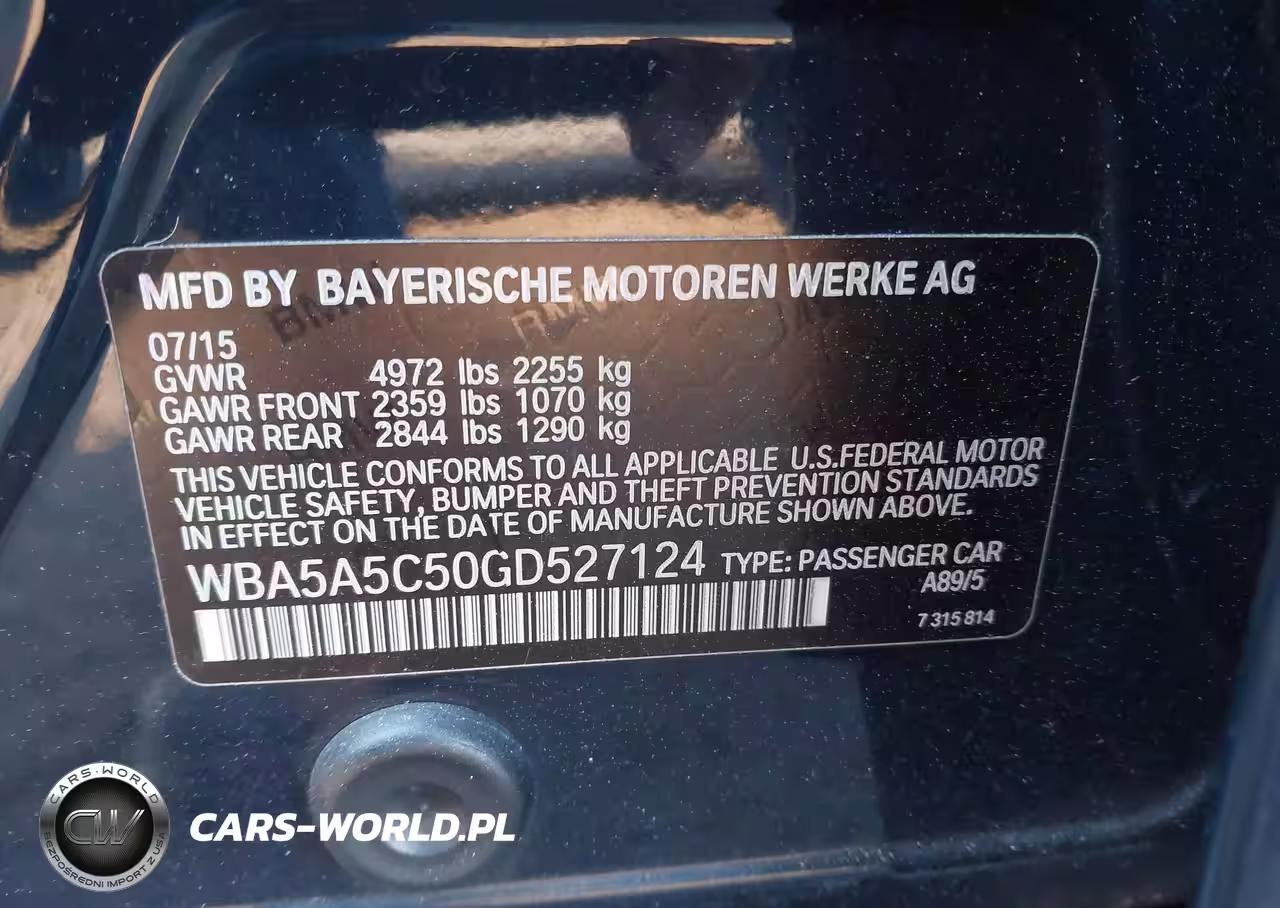 MFD BY BAYERISCHE MOTOREN WERKE AG
07/15
GVWR 4972 lbs 2255 kg
GAWR FRONT 2359 lbs 1070 kg
GAWR REAR 2844 lbs 1290 kg
THIS VEHICLE CONFORMS TO ALL APPLICABLE U.S.FEDERAL MOTOR
VEHICLE SAFETY, BUMPER AND THEFT PREVENTION STANDARDS
IN EFFECT ON THE DATE OF MANUFACTURE SHOWN ABOVE.
WBA5A5C50GD527124 TYPE: PASSENGER CAR
A89/5
7 315 814
CARS-WORLD
CW
BEZPOŚREDNI IMPORT Z USA
CARS-WORLD.PL